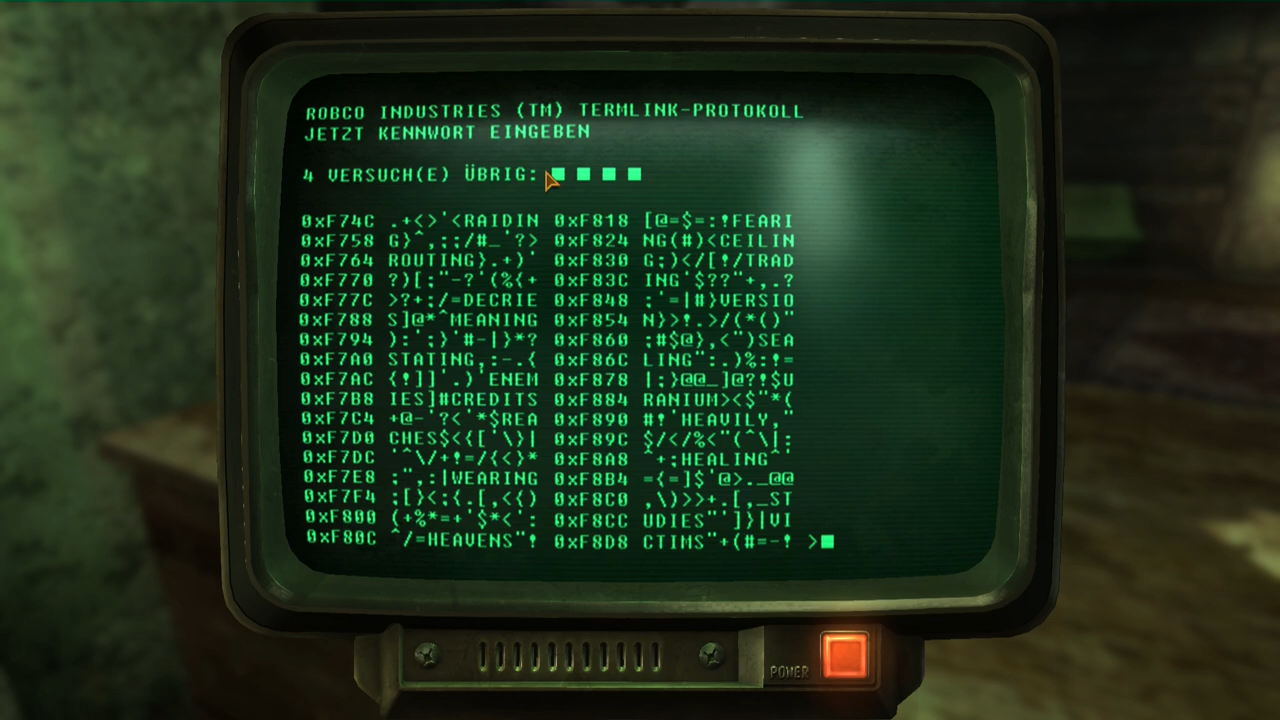 ROBCO INDUSTRIES (TM) TERMLINK-PROTOKOLL
JETZT KENNWORT EINGEBEN
4 VERSUCH(E) ÜBRIG: ■ ■ ■ ■
0xF74C .+<>'<RAIDIN 0xF818 [@=$=:!FEARI
0xF758 G}^,:;/#_'?> 0xF824 NG(#)<CEILIN
0xF764 ROUTING}.+)' 0xF830 G;)</[!/TRAD
0xF770 ?)[;"-?'(%{+ 0xF83C ING'$??"+,.?
0xF77C >?+;/=DECRIE 0xF848 ;'=|#}VERSIO
0xF788 S]@*^MEANING 0xF854 N}>!.>/(*()"
0xF794 ):';}'#-|}*? 0xF860 ;#$@},<")SEA
0xF7A0 STATING,:-.{ 0xF86C LING":.)%:!=
0xF7AC {!]]'.)'ENEM 0xF878 |;}@@_]@?!$U
0xF7B8 IES]#CREDITS 0xF884 RANIUM><$"*(
0xF7C4 +@-'?<'*$REA 0xF890 #!'HEAVILY,"
0xF7D0 CHES$<{['\}| 0xF89C $/</%<"(^\|:
0xF7DC '^\/+!=/{<}* 0xF8A8 ^+;HEALING^'
0xF7E8 ;",:|WEARING 0xF8B4 ={=]$'@>._@@
0xF7F4 :[}<:{.[,<{) 0xF8C0 ,\)>>+.[,_ST
0xF800 (+%*=+'$*<': 0xF8CC UDIES"']}|VI
0xF80C ^/=HEAVENS"! 0xF8D8 CTIMS"+(#=-! >■
POWER